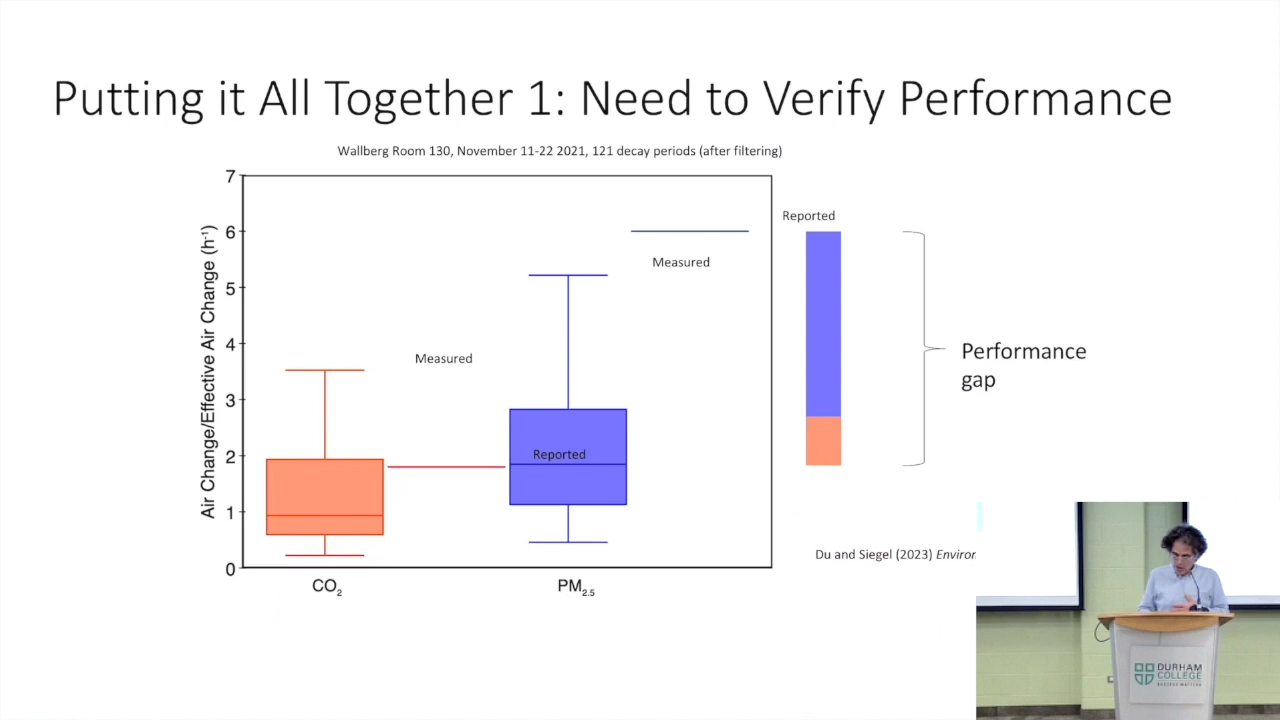 Putting it All Together 1: Need to Verify Performance
Wallberg Room 130, November 11-22 2021, 121 decay periods (after filtering)
Air Change/Effective Air Change (h-1)
7
6
5
4
3
2
1
0
Measured
Reported
Measured
Reported
CO2
PM2.5
Performance
gap
Du and Siegel (2023) Environ
DURHAM
COLLEGE
SUCCESS MATTERS